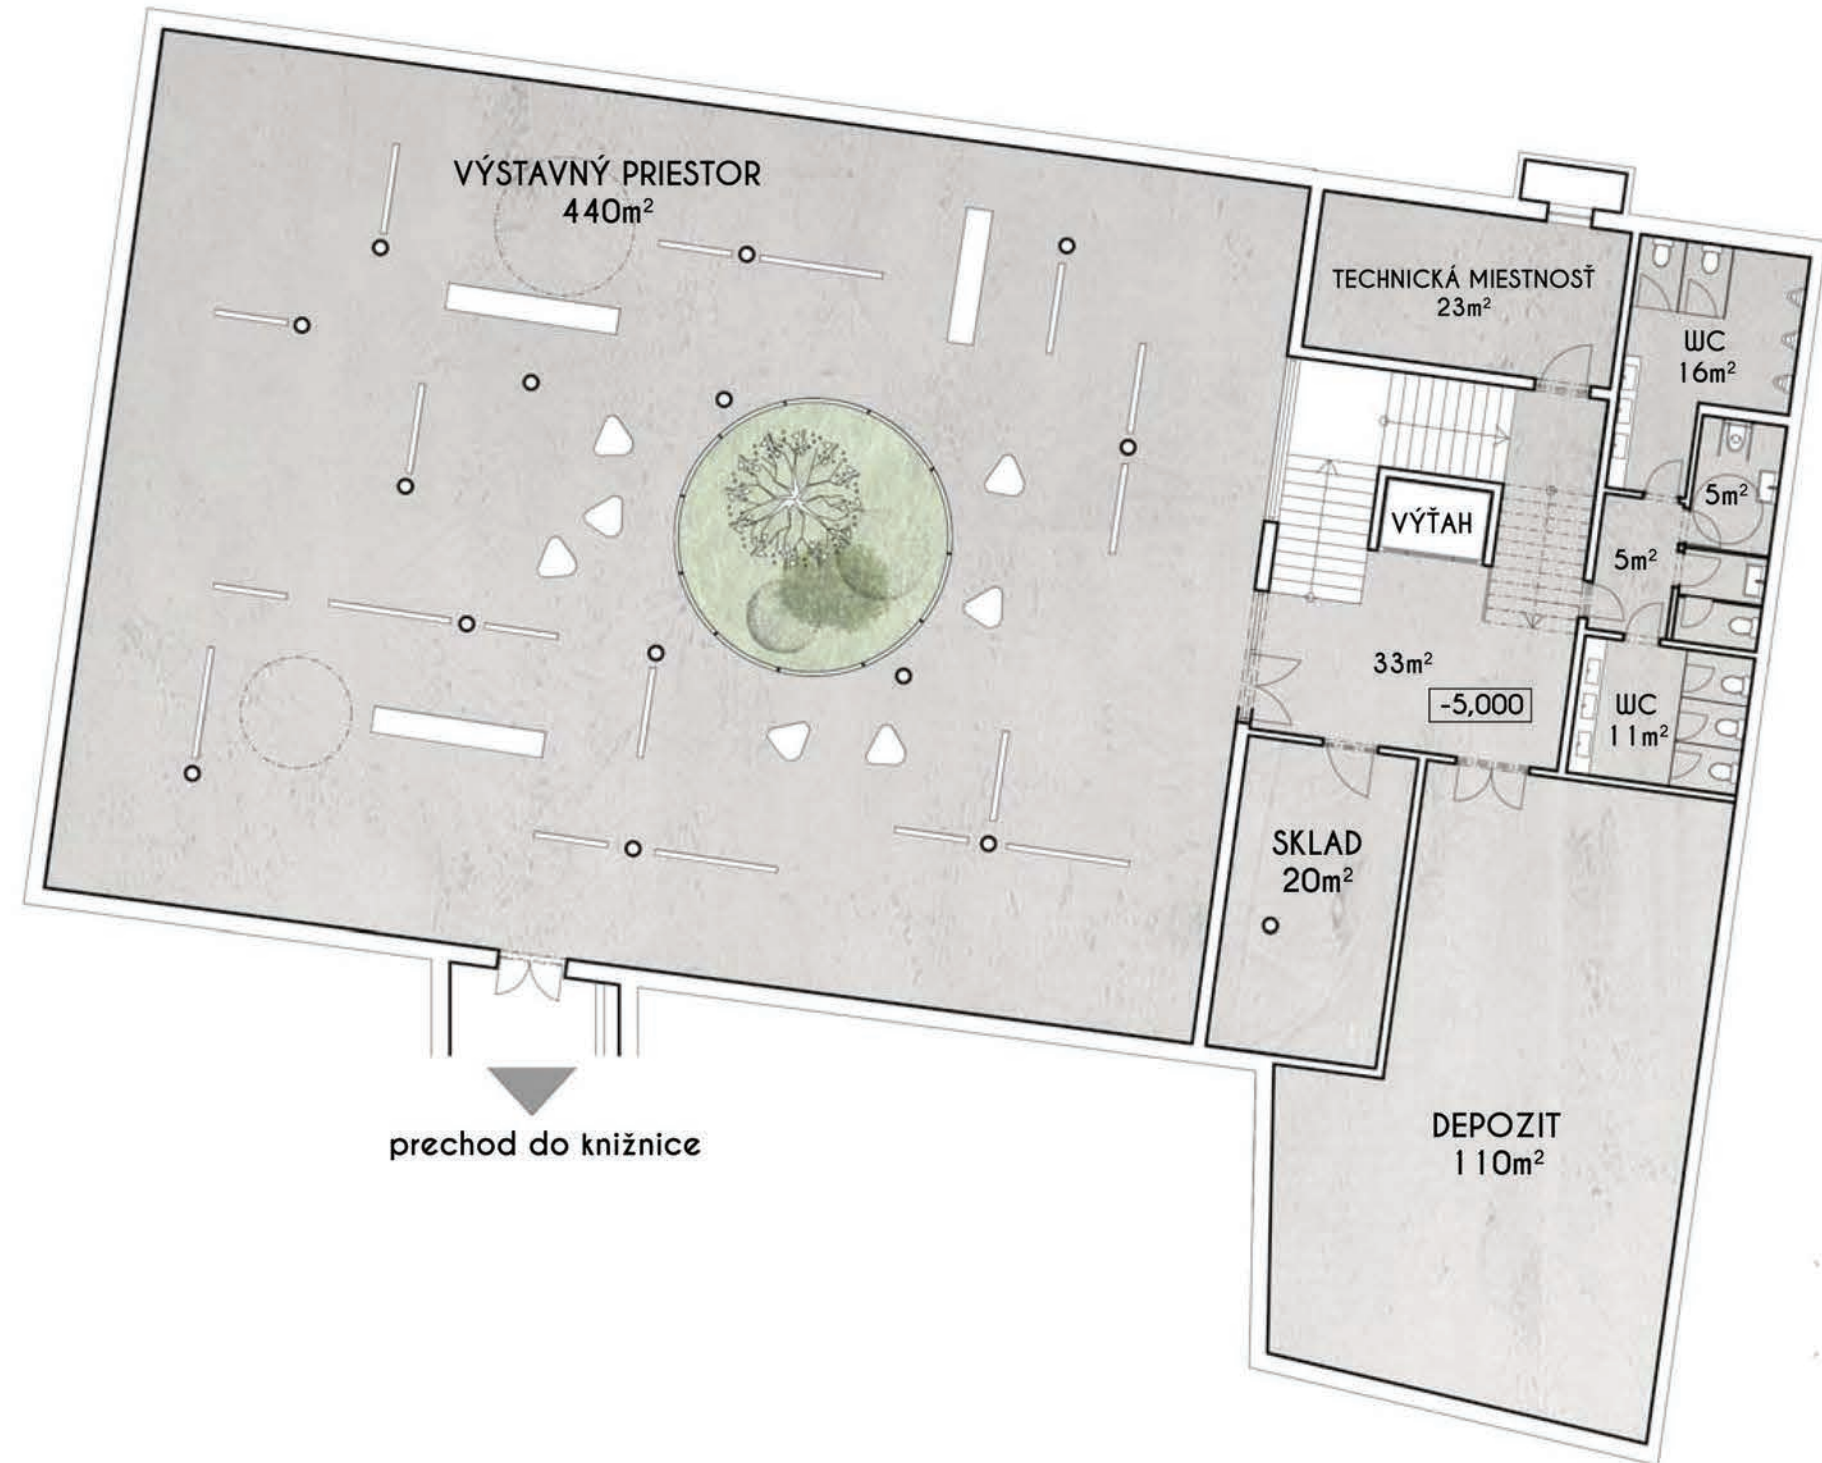 VÝSTAVNÝ PRIESTOR
440m²
TECHNICKÁ MIESTNOSŤ
23m²
WC
16m²
5m²
VÝŤAH
5m²
33m²
-5,000
WC
11m²
SKLAD
20m²
DEPOZIT
110m²
prechod do knižnice